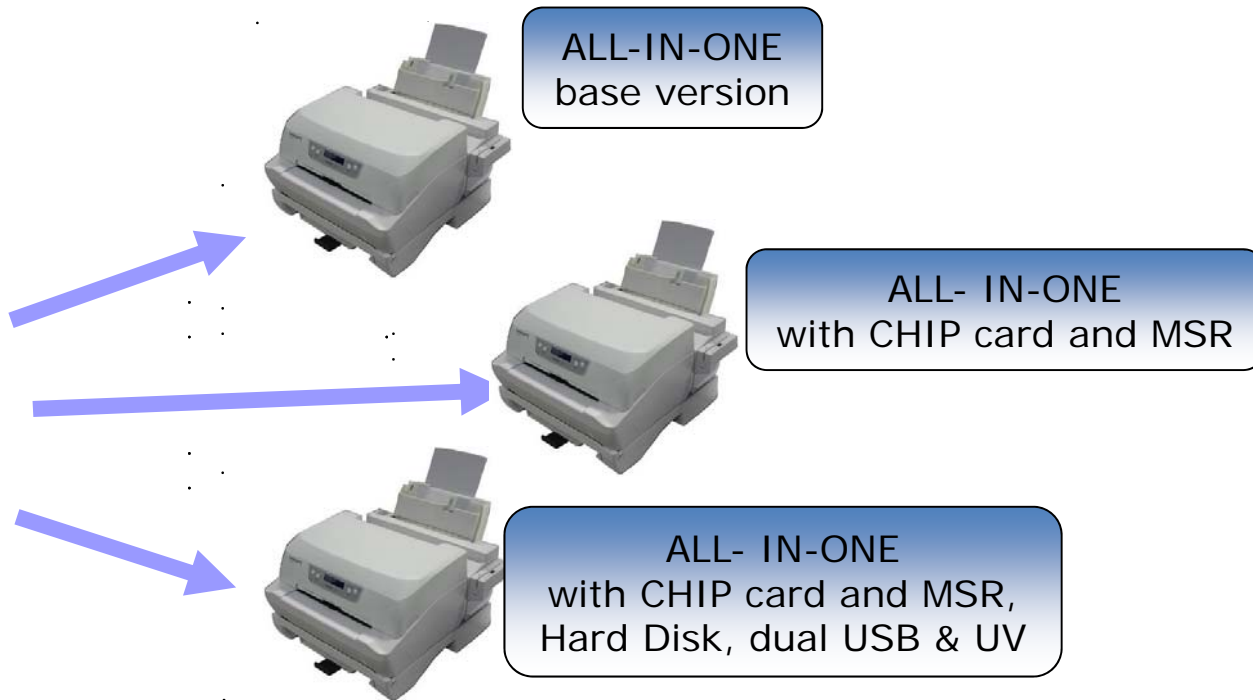 ALL-IN-ONE
base version
ALL- IN-ONE
with CHIP card and MSR
ALL- IN-ONE
with CHIP card and MSR,
Hard Disk, dual USB & UV